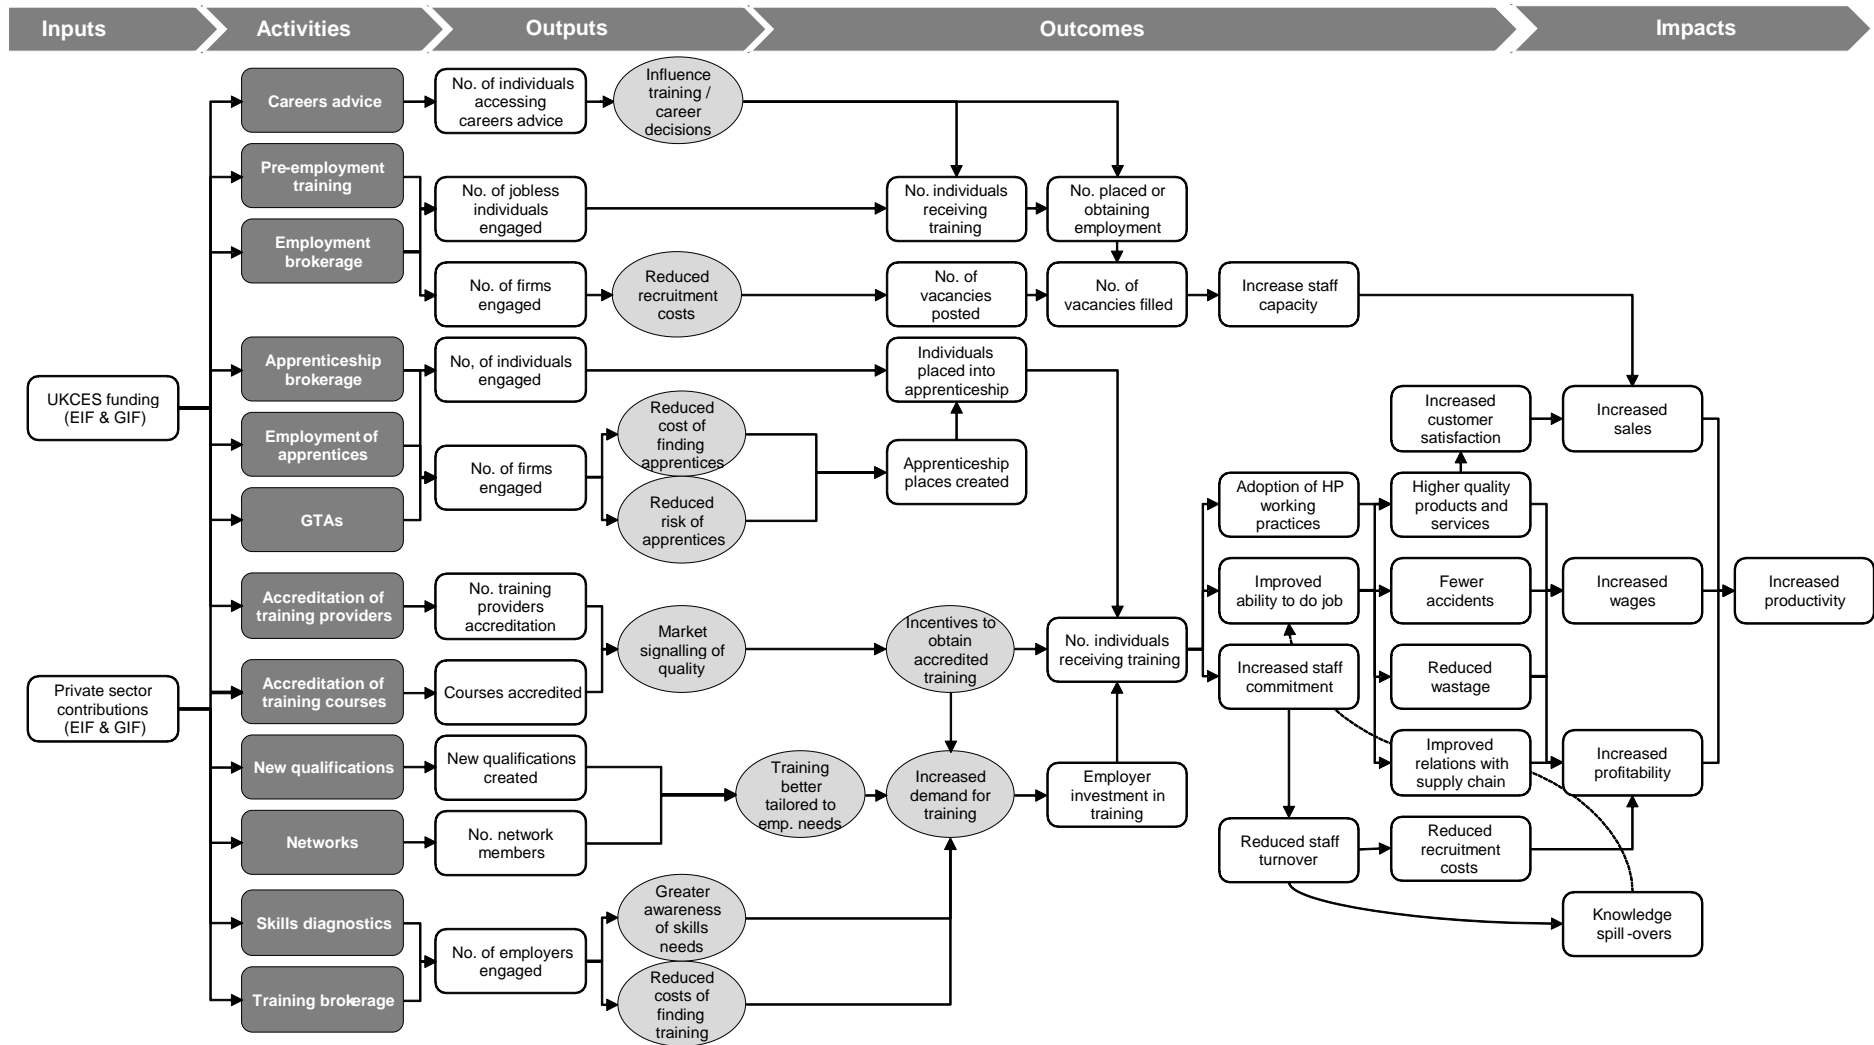 Inputs
Activities
Outputs
Outcomes
Impacts
UKCES funding
(EIF & GIF)
Private sector
contributions
(EIF & GIF)
Careers advice
Pre-employment
training
Employment
brokerage
Apprenticeship
brokerage
Employment of
apprentices
GTAs
Accreditation of
training providers
Accreditation of
training courses
New qualifications
Networks
Skills diagnostics
Training brokerage
No. of individuals
accessing
careers advice
No. of jobless
individuals
engaged
No. of firms
engaged
No, of individuals
engaged
No. of firms
engaged
No. training
providers
accreditation
Courses accredited
New qualifications
created
No. network
members
No. of employers
engaged
Influence
training /
career
decisions
Reduced
recruitment
costs
Reduced
cost of
finding
apprentices
Reduced
risk of
apprentices
Market
signalling of
quality
Training
better
tailored to
emp. needs
Greater
awareness
of skills
needs
Reduced
costs of
finding
training
No. individuals
receiving
training
No. of
vacancies
posted
Individuals
placed into
apprenticeship
Apprenticeship
places created
Incentives to
obtain
accredited
training
Increased
demand for
training
No. placed or
obtaining
employment
No. of
vacancies filled
No. individuals
receiving training
Employer
investment in
training
Increase staff
capacity
Adoption of HP
working
practices
Improved
ability to do job
Increased staff
commitment
Reduced staff
turnover
Increased
customer
satisfaction
Higher quality
products and
services
Fewer
accidents
Reduced
wastage
Improved
relations with
supply chain
Reduced
recruitment
costs
Increased
sales
Increased
wages
Increased
profitability
Knowledge
spill-overs
Increased
productivity